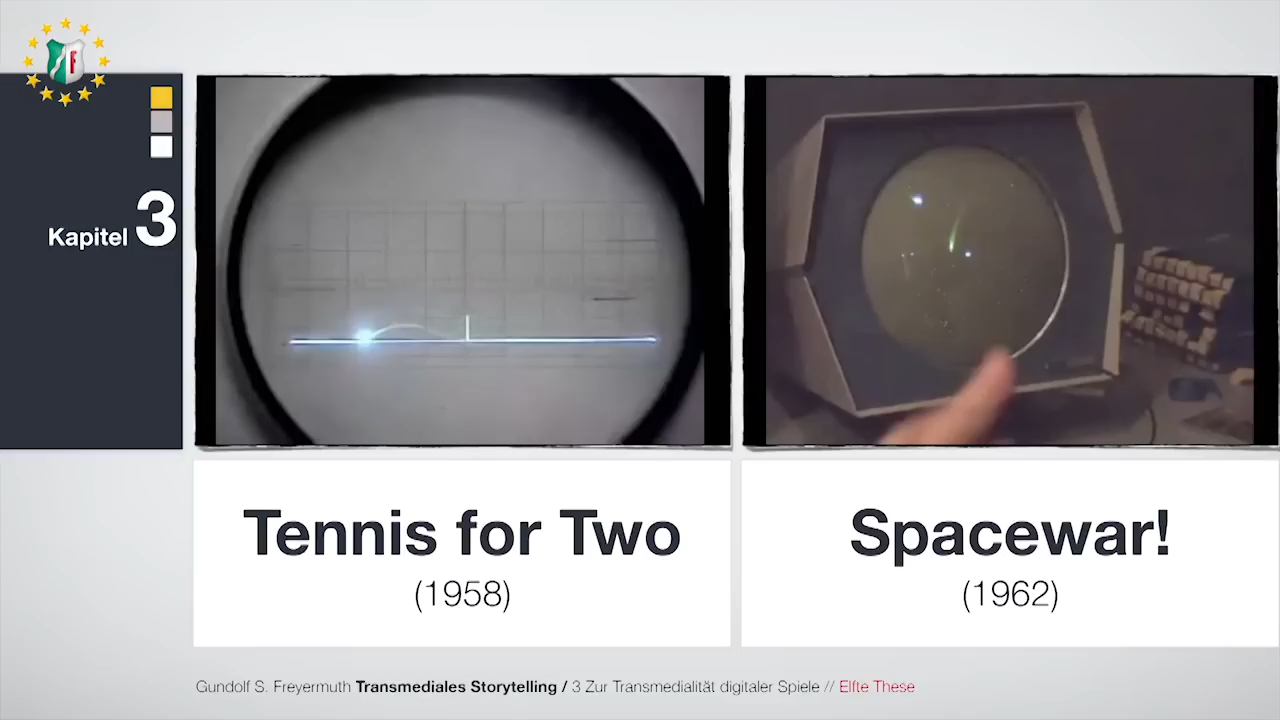 F
Kapitel 3
Tennis for Two
(1958)
Spacewar!
(1962)
Gundolf S. Freyermuth Transmediales Storytelling / 3 Zur Transmedialität digitaler Spiele // Elfte These